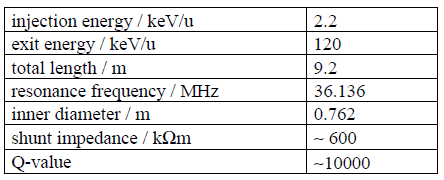 injection energy / keV/u 2.2
exit energy / keV/u 120
total length / m 9.2
resonance frequency / MHz 36.136
inner diameter / m 0.762
shunt impedance / kΩm ~ 600
Q-value ~10000